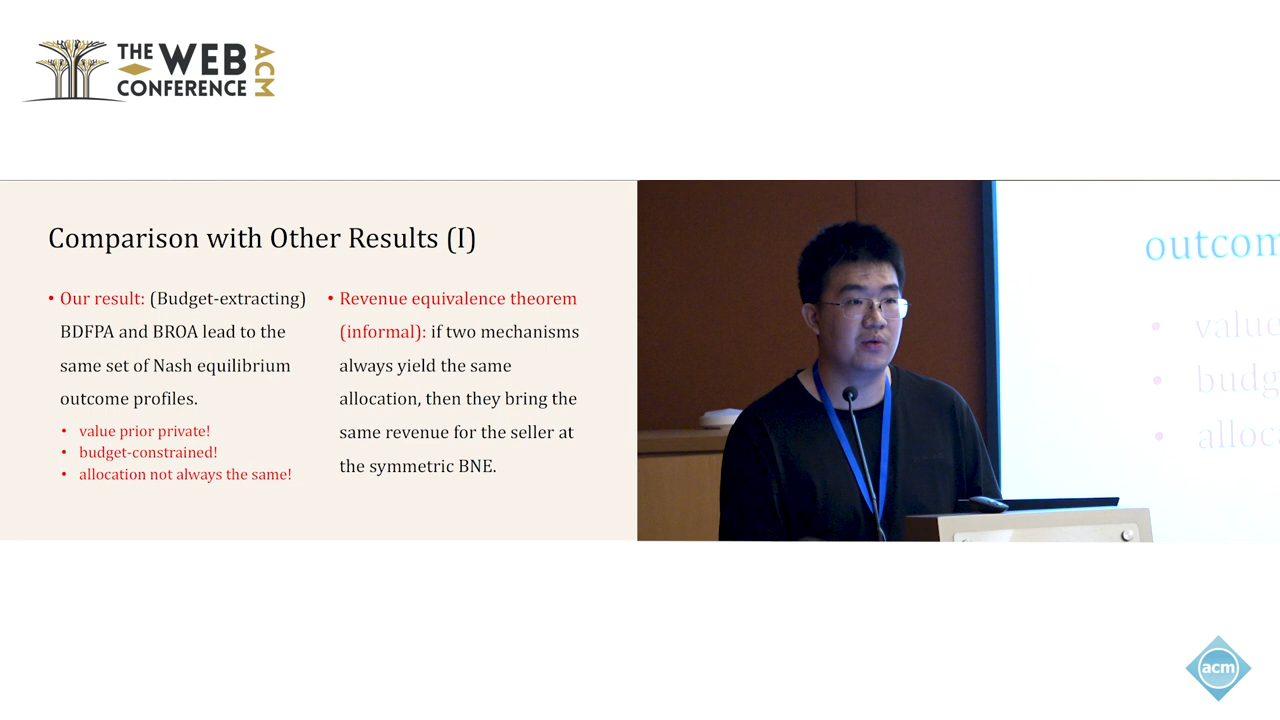 THE WEB
CONFERENCE
ACM
Comparison with Other Results (I)
• Our result: (Budget-extracting)
BDFPA and BROA lead to the
same set of Nash equilibrium
outcome profiles.
• value prior private!
• budget-constrained!
• allocation not always the same!
• Revenue equivalence theorem
(informal): if two mechanisms
always yield the same
allocation, then they bring the
same revenue for the seller at
the symmetric BNE.
outcom
• value
• budg
• alloca
acm